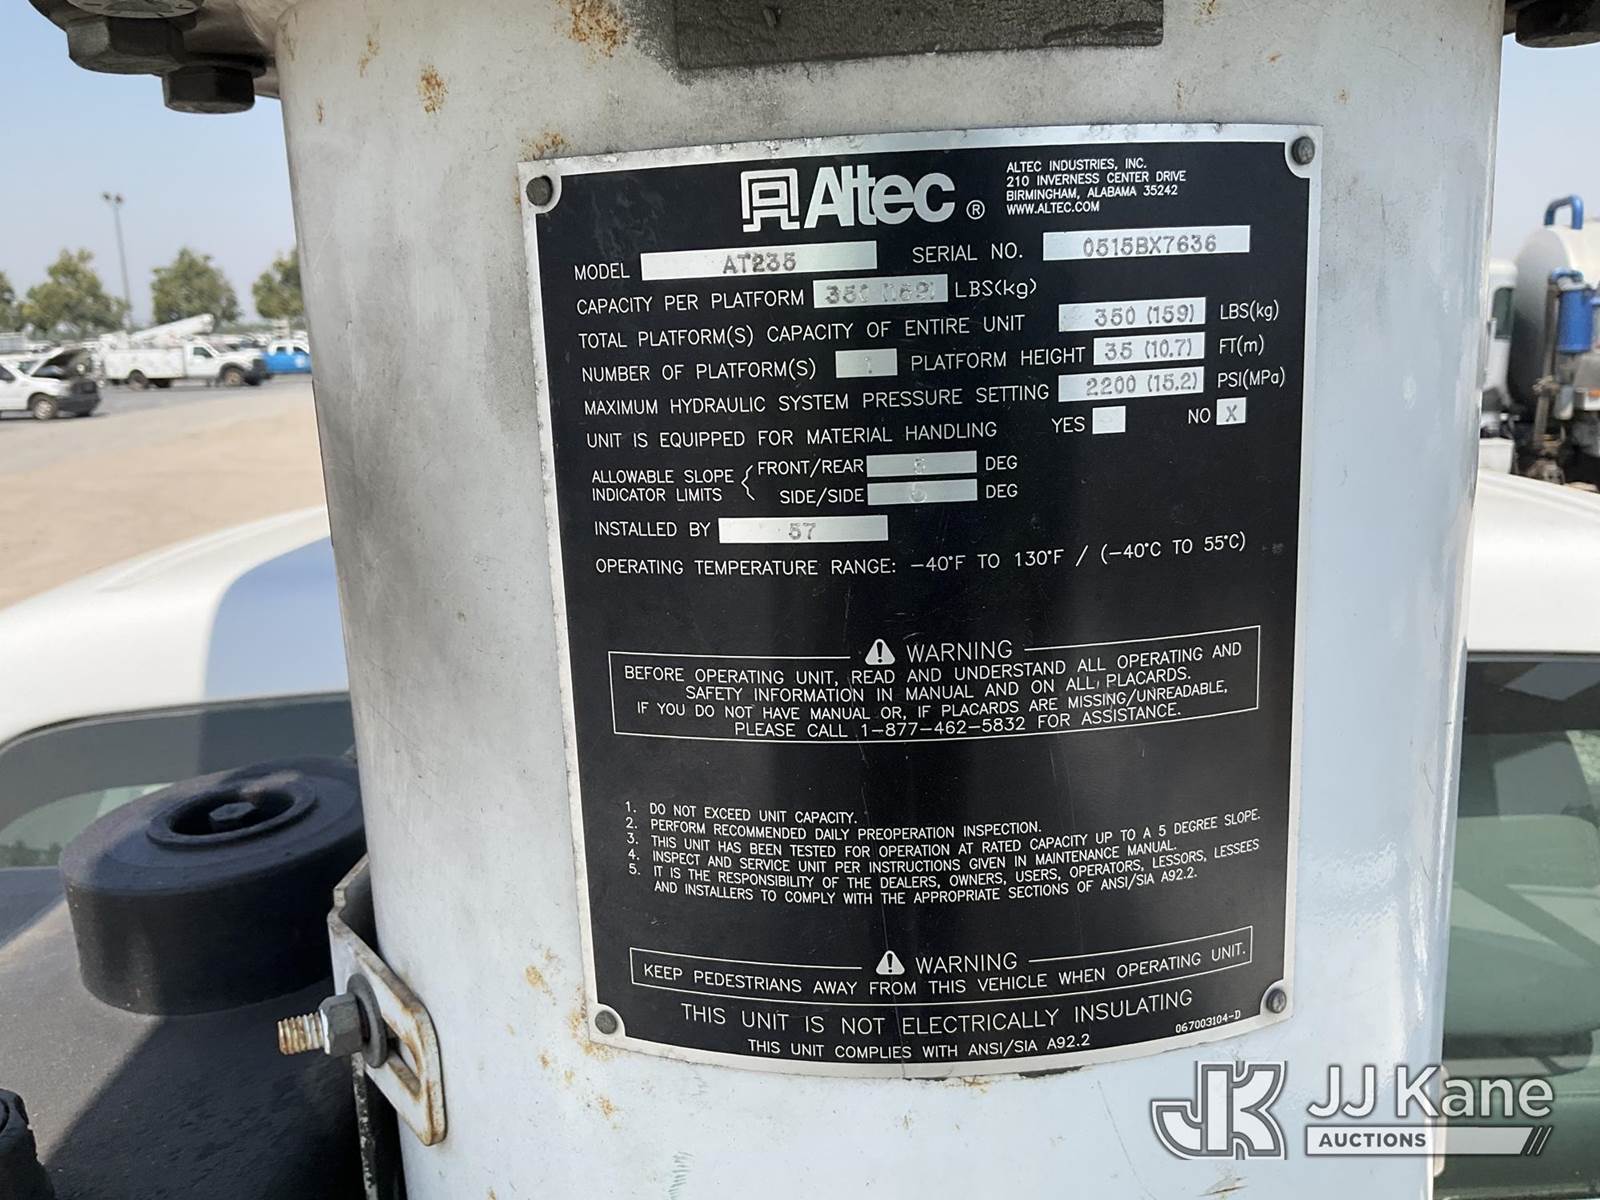 Altec ®
ALTEC INDUSTRIES, INC.
210 INVERNESS CENTER DRIVE
BIRMINGHAM, ALABAMA 35242
WWW.ALTEC.COM
MODEL AT235 SERIAL NO. 0515BX7636
CAPACITY PER PLATFORM 350 (159) LBS(kg)
TOTAL PLATFORM(S) CAPACITY OF ENTIRE UNIT 350 (159) LBS(kg)
NUMBER OF PLATFORM(S) 1 PLATFORM HEIGHT 35 (10.7) FT(m)
MAXIMUM HYDRAULIC SYSTEM PRESSURE SETTING 2200 (15.2) PSI(MPa)
UNIT IS EQUIPPED FOR MATERIAL HANDLING YES NO X
ALLOWABLE SLOPE INDICATOR LIMITS
FRONT/REAR 5 DEG
SIDE/SIDE 5 DEG
INSTALLED BY 57
OPERATING TEMPERATURE RANGE: -40°F TO 130°F / (-40°C TO 55°C)
WARNING
BEFORE OPERATING UNIT, READ AND UNDERSTAND ALL OPERATING AND
SAFETY INFORMATION IN MANUAL AND ON ALL PLACARDS.
IF YOU DO NOT HAVE MANUAL OR, IF PLACARDS ARE MISSING/UNREADABLE,
PLEASE CALL 1-877-462-5832 FOR ASSISTANCE.
1. DO NOT EXCEED UNIT CAPACITY.
2. PERFORM RECOMMENDED DAILY PREOPERATION INSPECTION.
3. THIS UNIT HAS BEEN TESTED FOR OPERATION AT RATED CAPACITY UP TO A 5 DEGREE SLOPE.
4. INSPECT AND SERVICE UNIT PER INSTRUCTIONS GIVEN IN MAINTENANCE MANUAL.
5. IT IS THE RESPONSIBILITY OF THE DEALERS, OWNERS, USERS, OPERATORS, LESSORS, LESSEES
AND INSTALLERS TO COMPLY WITH THE APPROPRIATE SECTIONS OF ANSI/SIA A92.2.
WARNING
KEEP PEDESTRIANS AWAY FROM THIS VEHICLE WHEN OPERATING UNIT.
THIS UNIT IS NOT ELECTRICALLY INSULATING
THIS UNIT COMPLIES WITH ANSI/SIA A92.2
067003104-D
JK JJ Kane
AUCTIONS